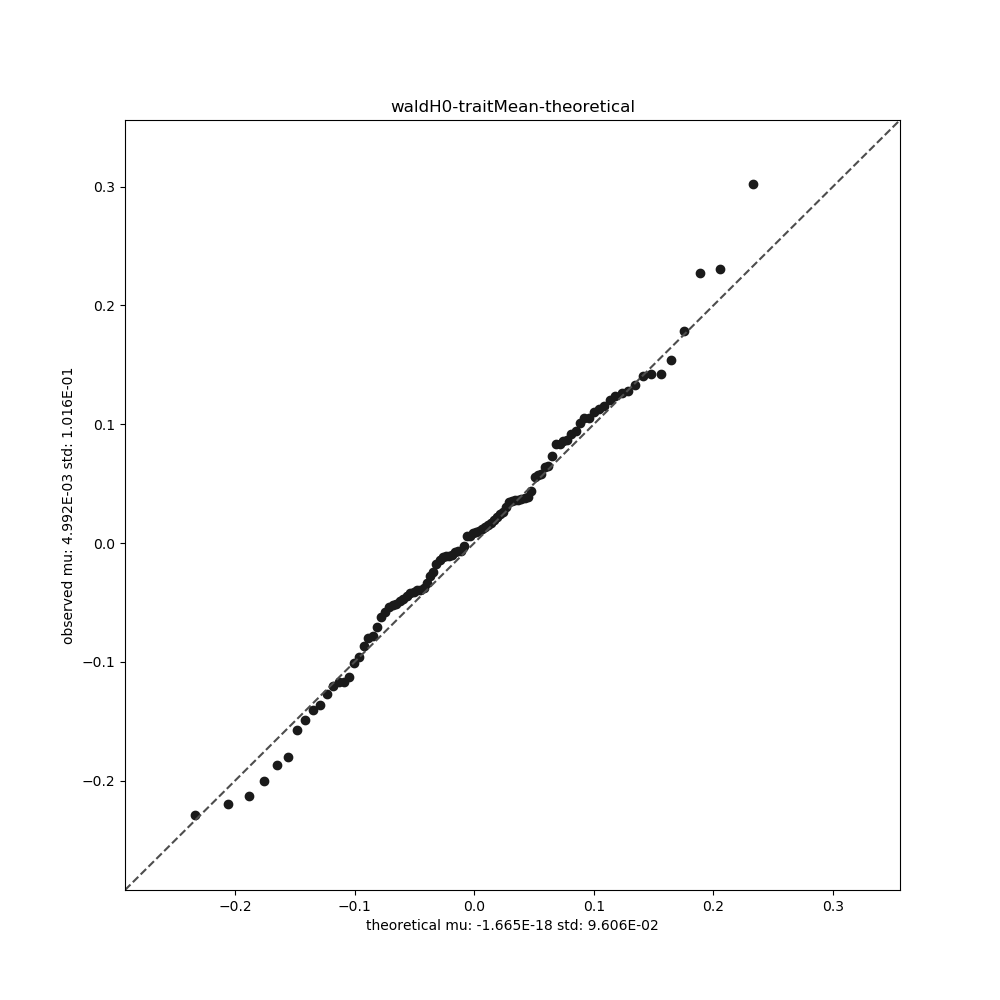 waldH0-traitMean-theoretical
0.3
0.2
0.1
0.0
−0.1
−0.2
observed mu: 4.992E-03 std: 1.016E-01
−0.2 −0.1 0.0 0.1 0.2 0.3
theoretical mu: -1.665E-18 std: 9.606E-02